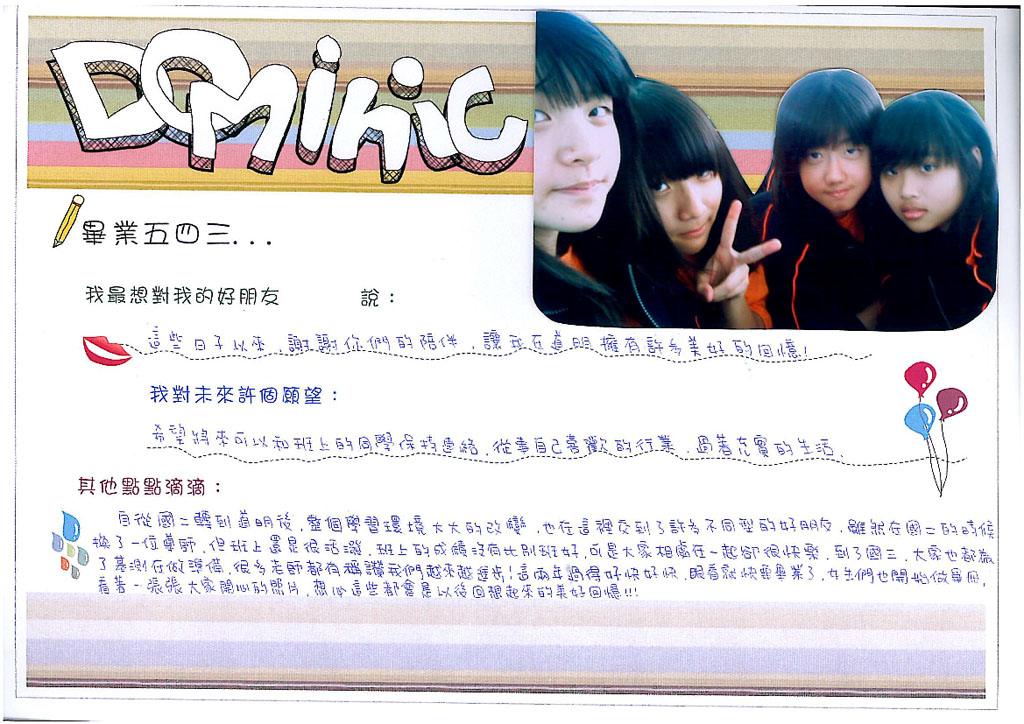 DOMiNiC
畢業五四三...
我最想對我的好朋友 說：
這些日子以來，謝謝你們的陪伴，讓我在道明擁有許多美好的回憶!
我對未來許個願望：
希望將來可以和班上的同學保持連絡，從事自己喜歡的行業，過著充實的生活.
其他點點滴滴：
自從國二轉到道明後，整個學習環境大大的改變，也在這裡交到了許多不同型的好朋友，雖然在國二的時候
換了一位導師，但班上還是很活潑，班上的成績沒有比別班好，可是大家相處在一起卻很快樂，到了國三，大家也都為
了基測在做準備，很多老師都有稱讚我們越來越進步!這兩年過得好快好快，眼看就快要畢業了，女生們也開始做畢冊，
看著一張張大家開心的照片，想必這些都會是以後回想起來的美好回憶!!!